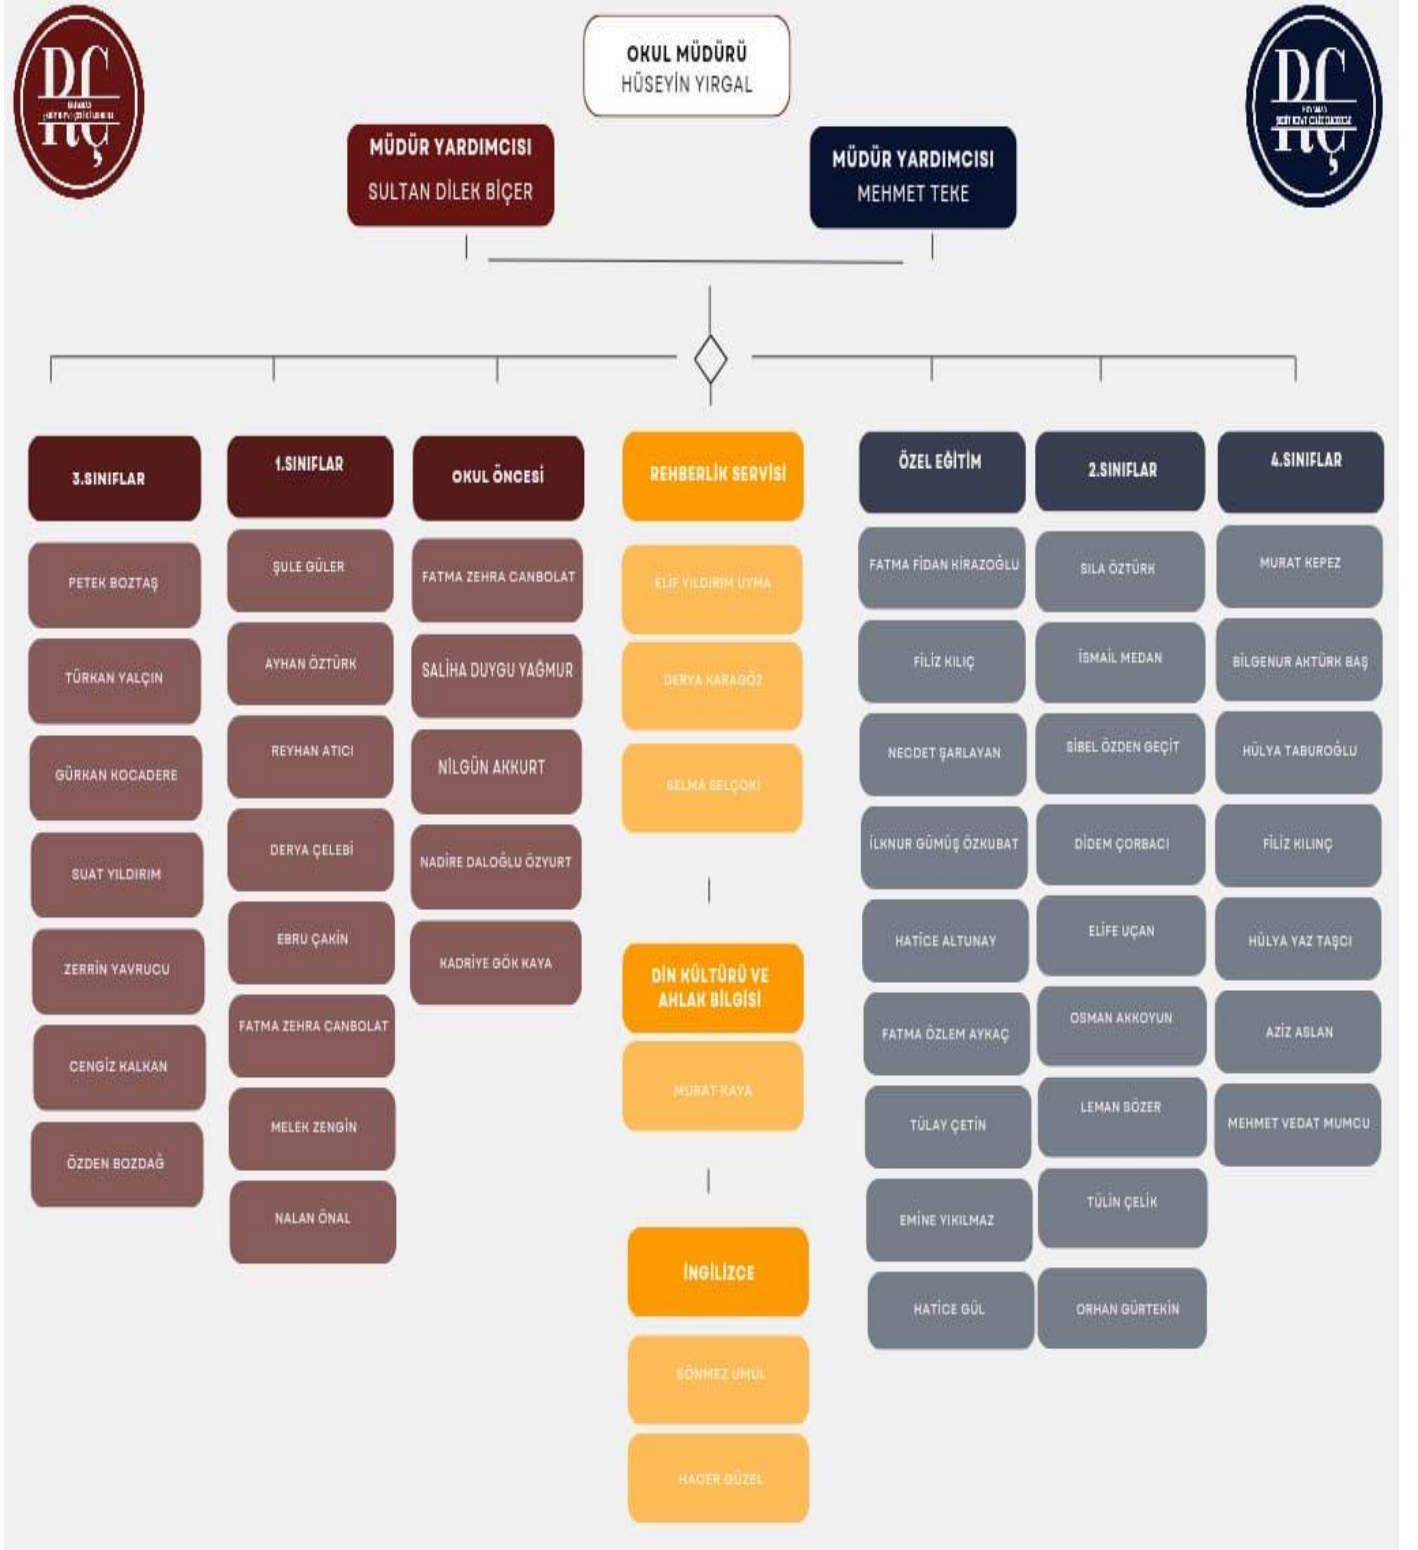 OKUL MÜDÜRÜ
HÜSEYİN YIRGAL
MÜDÜR YARDIMCISI
SULTAN DİLEK BİÇER
MÜDÜR YARDIMCISI
MEHMET TEKE
3.SINIFLAR
PETEK BOZTAŞ
TÜRKAN YALÇIN
GÜRKAN KOCADERE
SUAT YILDIRIM
ZERRİN YAVRUCU
CENGİZ KALKAN
ÖZDEN BOZDAĞ
1.SINIFLAR
ŞULE GÜLER
AYHAN ÖZTÜRK
REYHAN ATICI
DERYA ÇELEBİ
EBRU ÇAKİN
FATMA ZEHRA CANBOLAT
MELEK ZENGİN
NALAN ÖNAL
OKUL ÖNCESİ
FATMA ZEHRA CANBOLAT
SALİHA DUYGU YAĞMUR
NİLGÜN AKKURT
NADİRE DALOĞLU ÖZYURT
KADRİYE GÖK KAYA
REHBERLİK SERVİSİ
ELİF YILDIRIM UYMA
DERYA KARAGÖZ
SELMA SELÇOKİ
DİN KÜLTÜRÜ VE
AHLAK BİLGİSİ
MURAT KAYA
İNGİLİZCE
SÖNMEZ UMUL
HACER GÜZEL
ÖZEL EĞİTİM
FATMA FİDAN KİRAZOĞLU
FİLİZ KILIÇ
NECDET ŞARLAYAN
İLKNUR GÜMÜŞ ÖZKUBAT
HATİCE ALTUNAY
FATMA ÖZLEM AYKAÇ
TÜLAY ÇETİN
EMİNE YIKILMAZ
HATİCE GÜL
2.SINIFLAR
SILA ÖZTÜRK
İSMAİL MEDAN
SİBEL ÖZDEN GEÇİT
DİDEM ÇORBACI
ELİFE UÇAN
OSMAN AKKOYUN
LEMAN SÖZER
TÜLİN ÇELİK
ORHAN GÜRTEKİN
4.SINIFLAR
MURAT KEPEZ
BİLGENUR AKTÜRK BAŞ
HÜLYA TABUROĞLU
FİLİZ KILINÇ
HÜLYA YAZ TAŞCI
AZİZ ASLAN
MEHMET VEDAT MUMCU